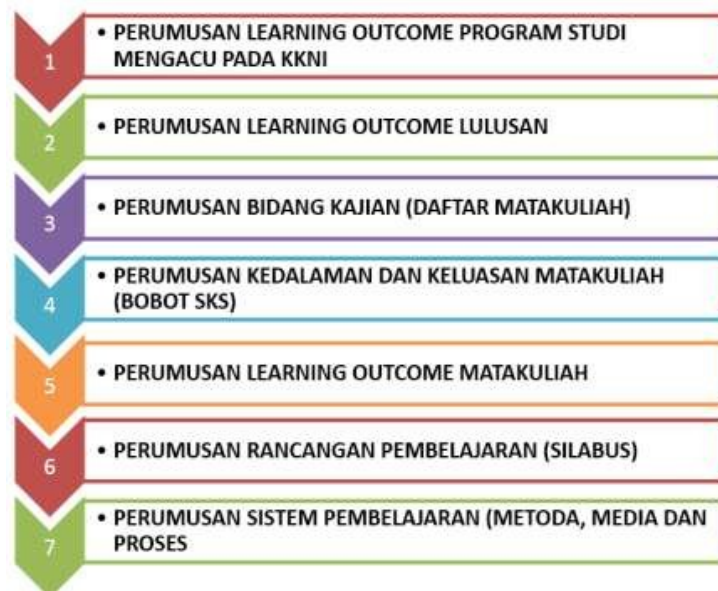 1
• PERUMUSAN LEARNING OUTCOME PROGRAM STUDI
MENGACU PADA KKNI
2
• PERUMUSAN LEARNING OUTCOME LULUSAN
3
• PERUMUSAN BIDANG KAJIAN (DAFTAR MATAKULIAH)
4
• PERUMUSAN KEDALAMAN DAN KELUASAN MATAKULIAH
(BOBOT SKS)
5
• PERUMUSAN LEARNING OUTCOME MATAKULIAH
6
• PERUMUSAN RANCANGAN PEMBELAJARAN (SILABUS)
7
• PERUMUSAN SISTEM PEMBELAJARAN (METODA, MEDIA DAN
PROSES